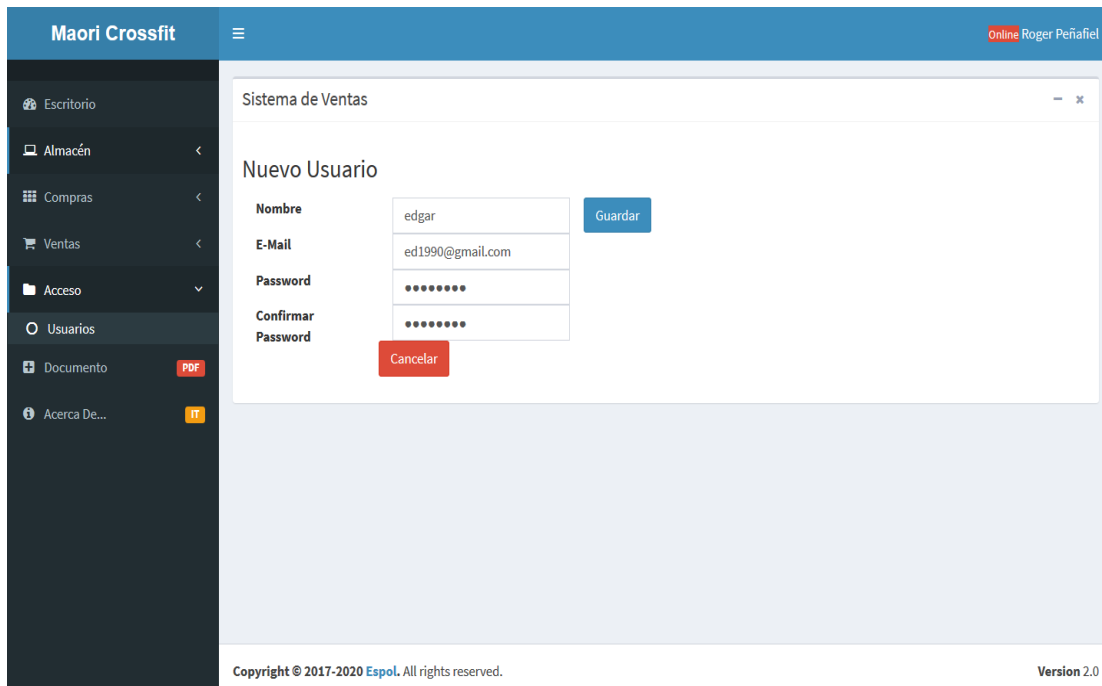 Maori Crossfit
Online Roger Peñafiel
Escritorio
Almacén
Compras
Ventas
Acceso
Usuarios
Documento PDF
Acerca De... IT
Sistema de Ventas
Nuevo Usuario
Nombre edgar Guardar
E-Mail ed1990@gmail.com
Password ••••••••
Confirmar
Password ••••••••
Cancelar
Copyright © 2017-2020 Espol. All rights reserved. Version 2.0